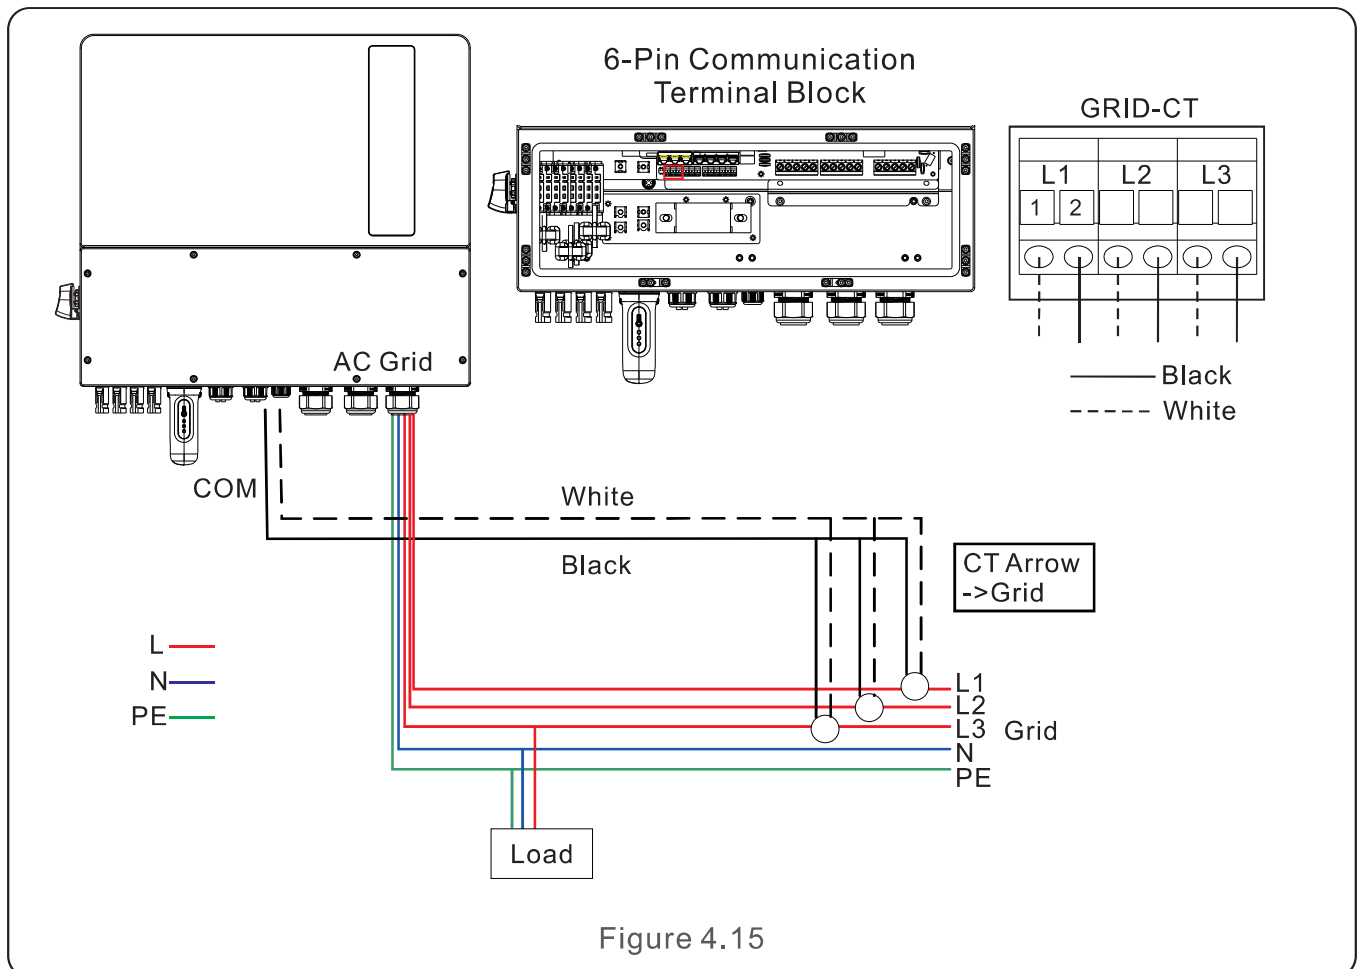 6-Pin Communication
Terminal Block
GRID-CT
L1 L2 L3
1 2
AC Grid
Black
White
COM
White
Black
CT Arrow
->Grid
L
N
PE
L1
L2
L3 Grid
N
PE
Load
Figure 4.15